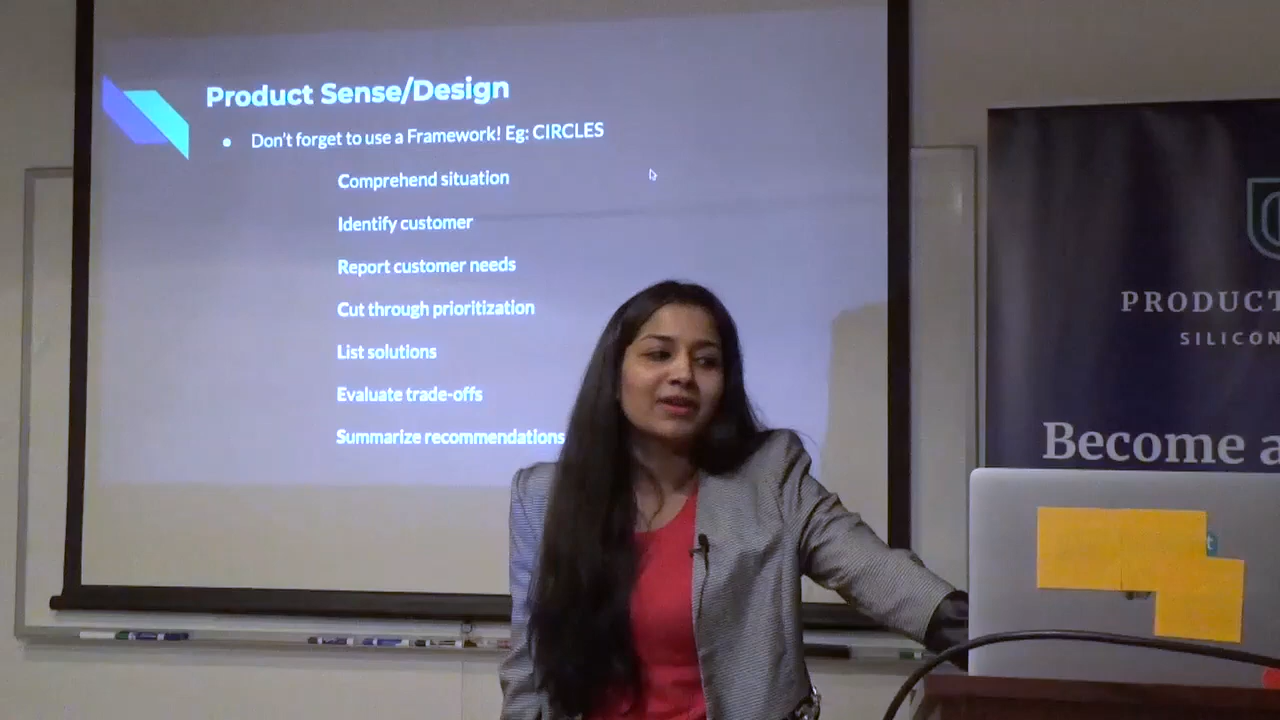 Product Sense/Design
Don't forget to use a Framework! Eg: CIRCLES
Comprehend situation
Identify customer
Report customer needs
Cut through prioritization
List solutions
Evaluate trade-offs
Summarize recommendations
PRODUCT
SILICON
Become a
t